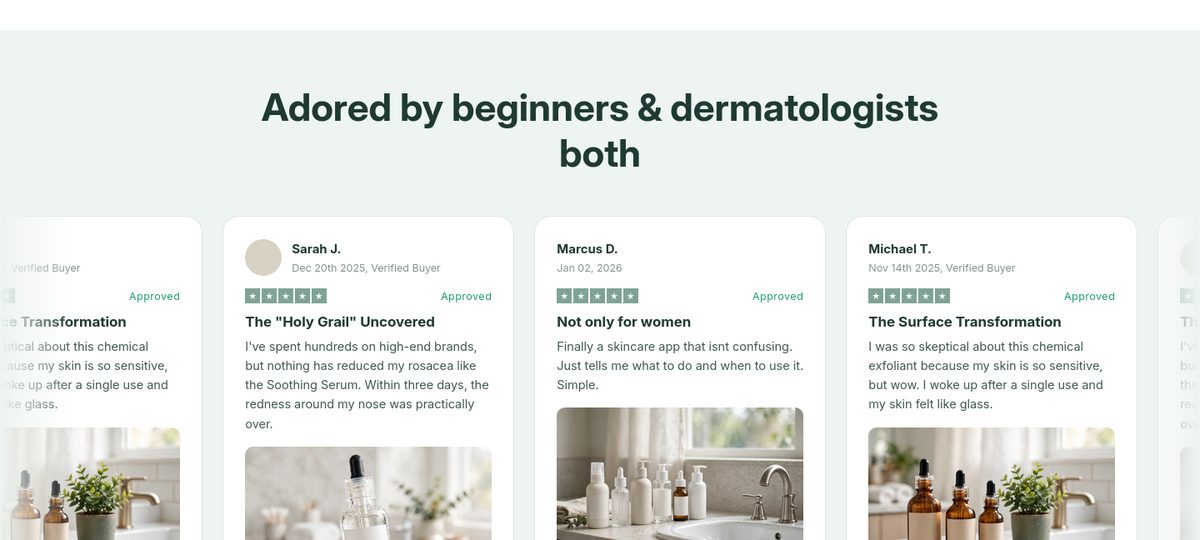 Adored by beginners & dermatologists
both
Verified Buyer
Approved
Transformation
about this chemical
my skin is so sensitive,
woke up after a single use and
like glass.
Sarah J.
Dec 20th 2025, Verified Buyer
Approved
The "Holy Grail" Uncovered
I've spent hundreds on high-end brands,
but nothing has reduced my rosacea like
the Soothing Serum. Within three days, the
redness around my nose was practically
over.
Marcus D.
Jan 02, 2026
Approved
Not only for women
Finally a skincare app that isnt confusing.
Just tells me what to do and when to use it.
Simple.
Michael T.
Nov 14th 2025, Verified Buyer
Approved
The Surface Transformation
I was so skeptical about this chemical
exfoliant because my skin is so sensitive,
but wow. I woke up after a single use and
my skin felt like glass.